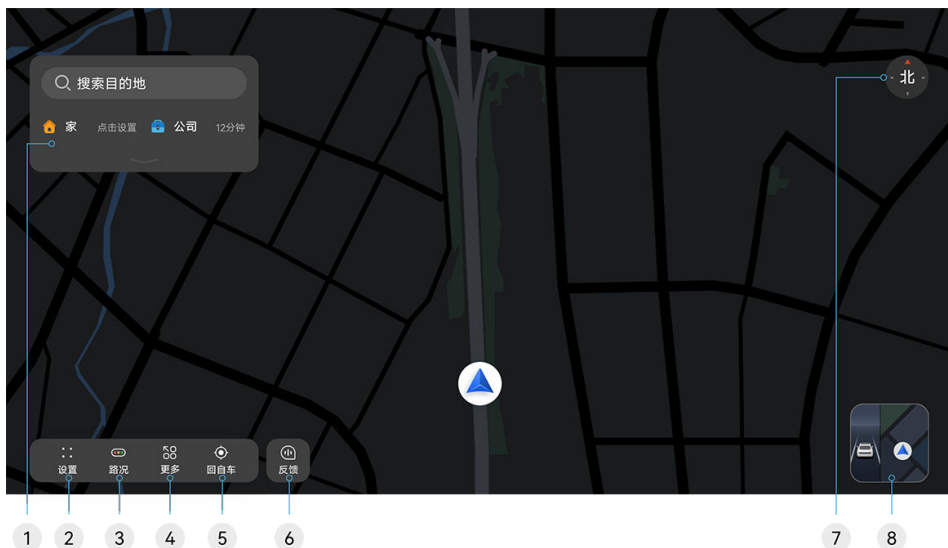 搜索目的地
家 点击设置 公司 12分钟
北
设置 路况 更多 回自车 反馈
1 2 3 4 5 6 7 8